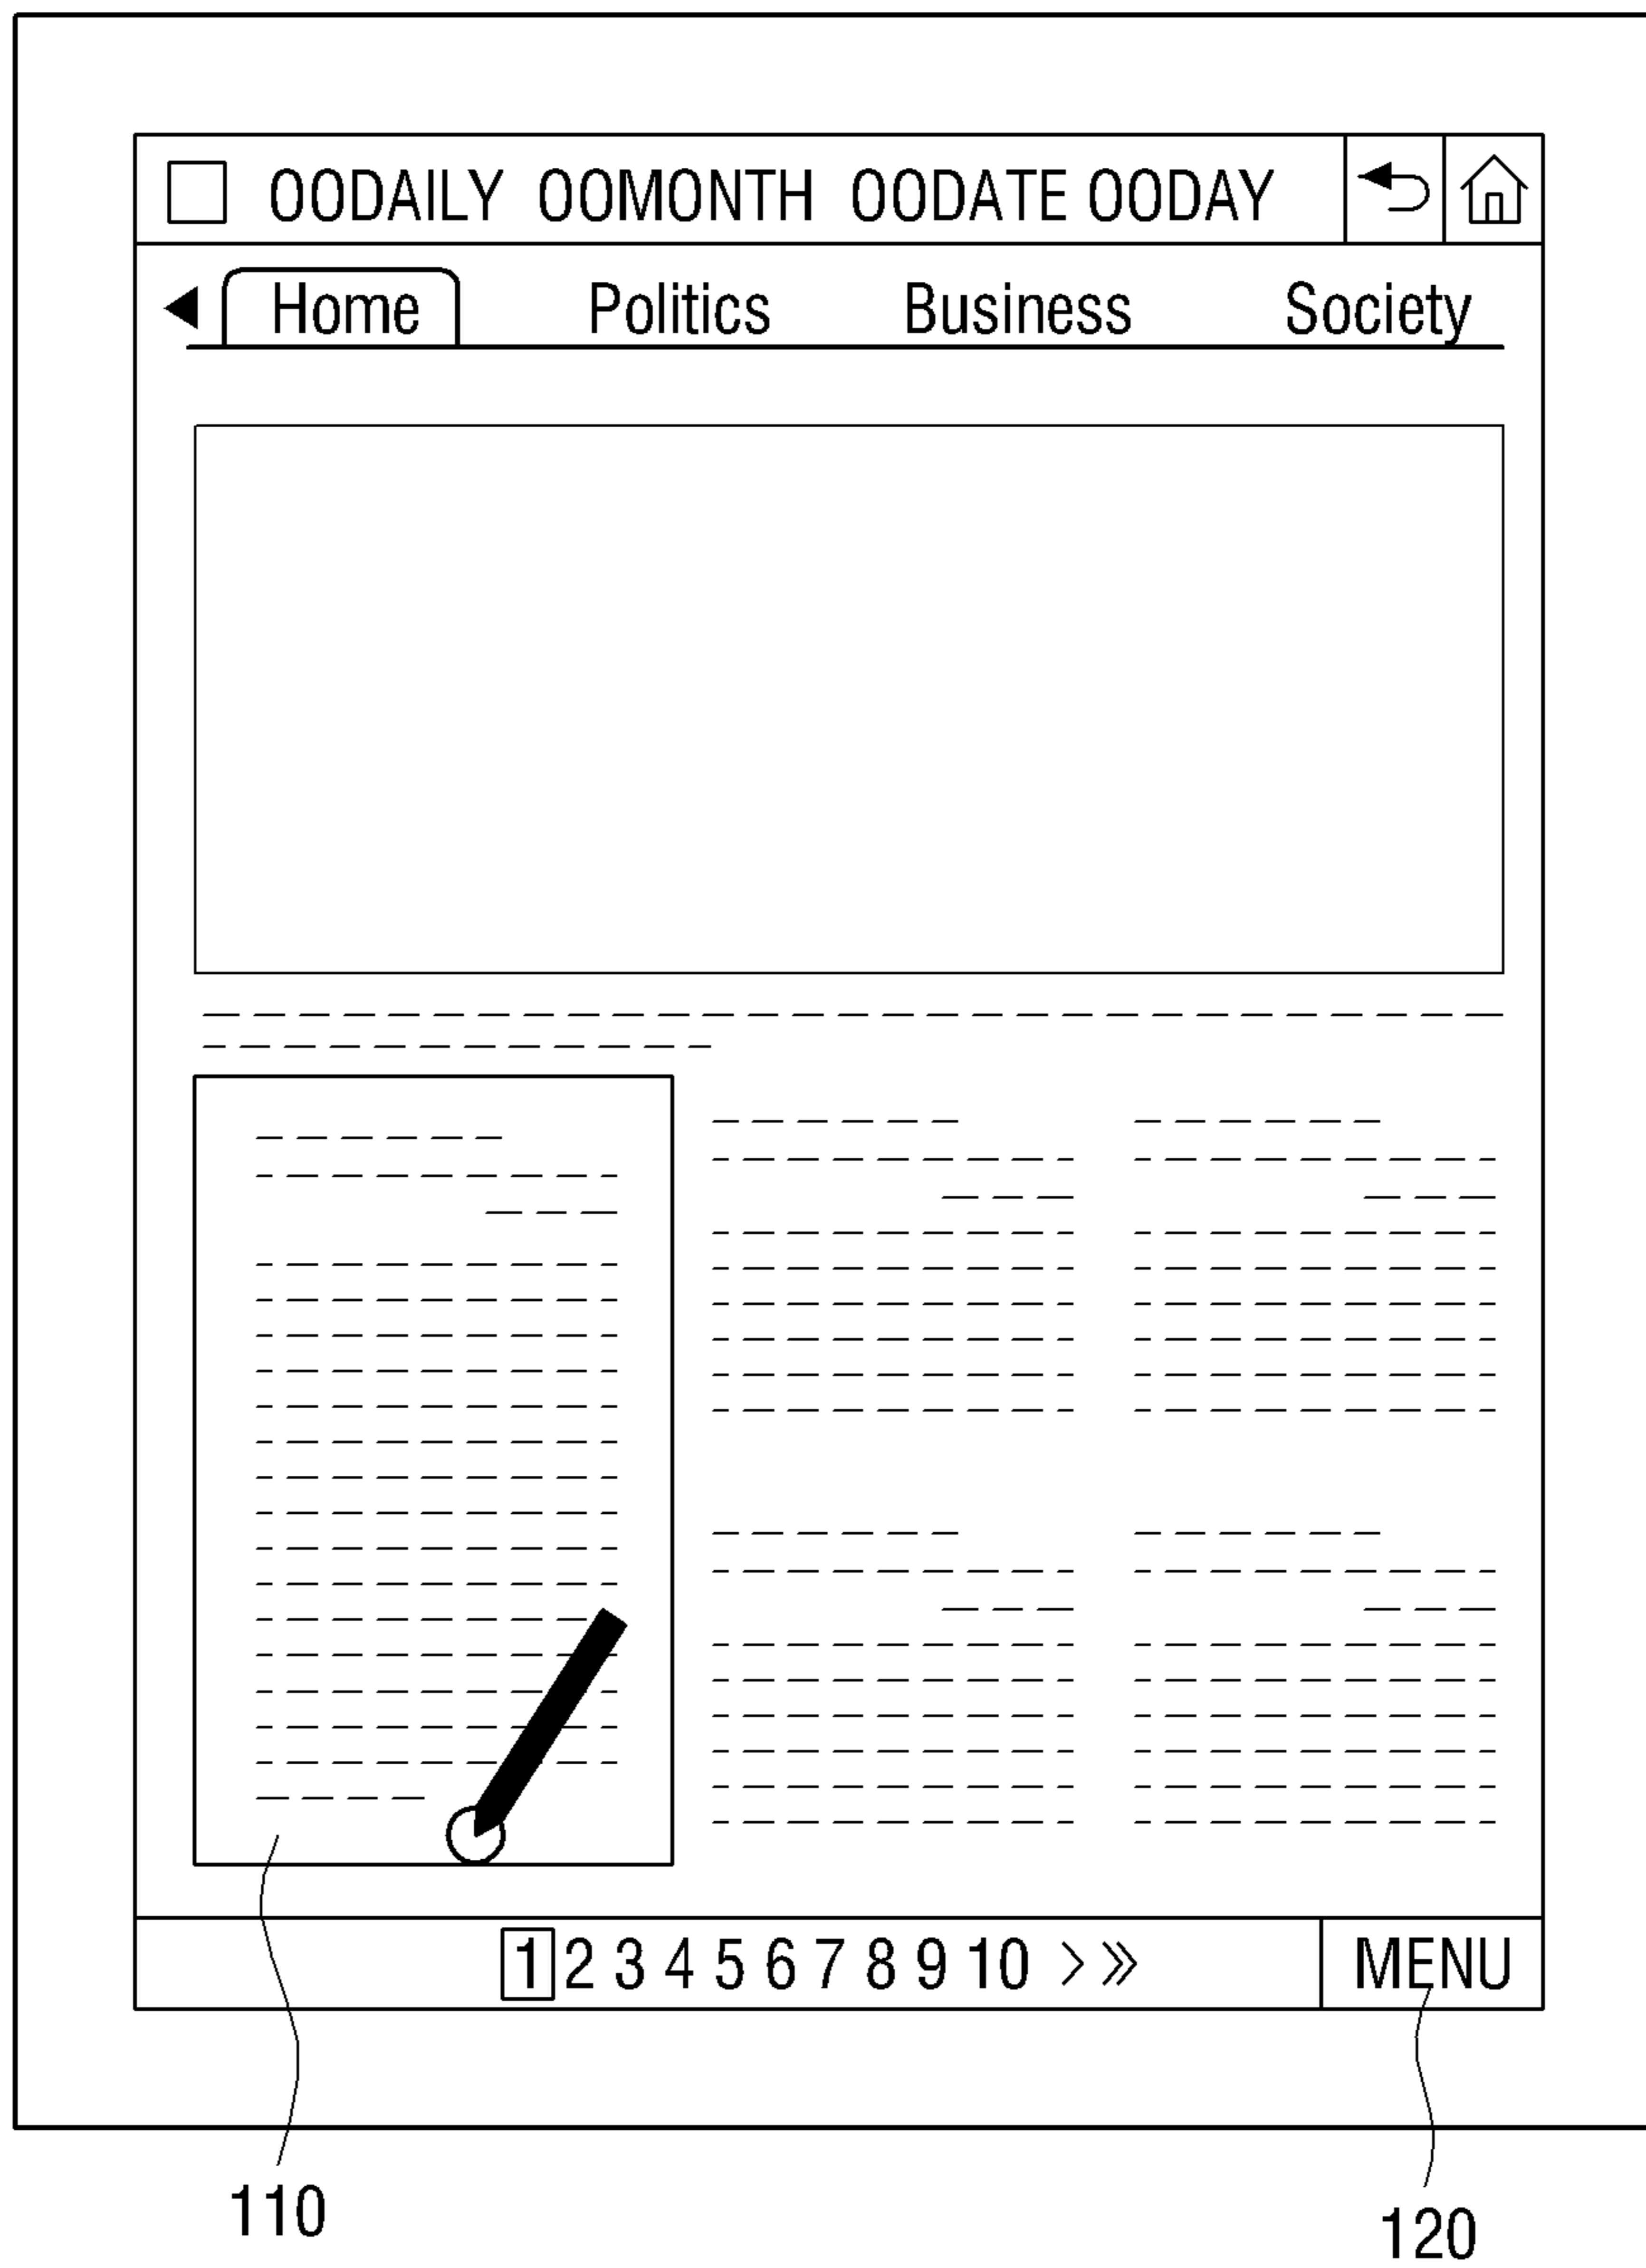 OODAILY OOMONTH OODATE OODAY
Home Politics Business Society
1 2 3 4 5 6 7 8 9 10 > >>
MENU
110
120